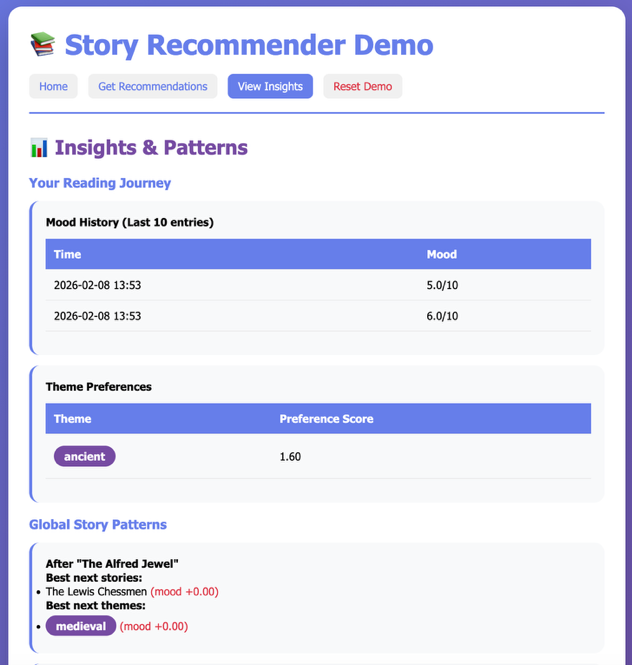 📚 Story Recommender Demo
Home Get Recommendations View Insights Reset Demo
📊 Insights & Patterns
Your Reading Journey
Mood History (Last 10 entries)
Time Mood
2026-02-08 13:53 5.0/10
2026-02-08 13:53 6.0/10
Theme Preferences
Theme Preference Score
ancient 1.60
Global Story Patterns
After "The Alfred Jewel"
Best next stories:
• The Lewis Chessmen (mood +0.00)
Best next themes:
• medieval (mood +0.00)